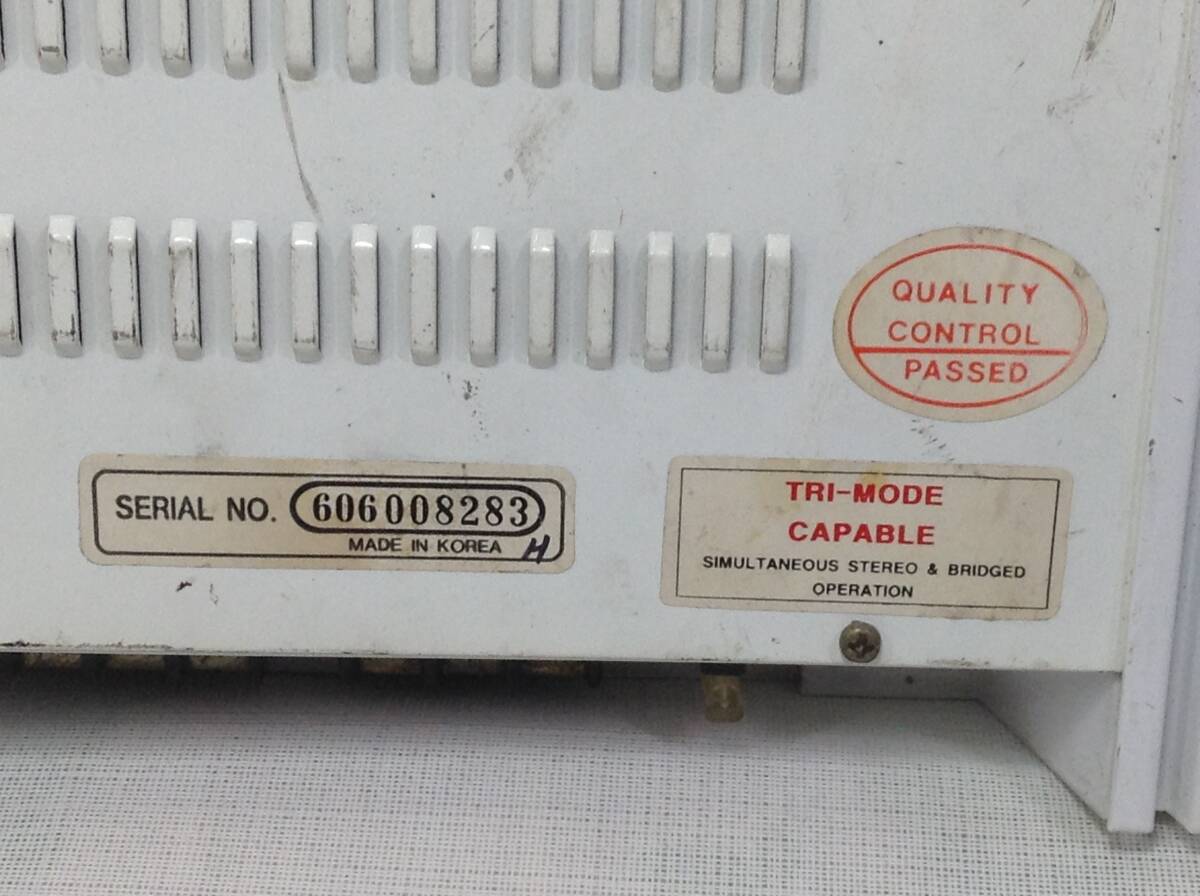 QUALITY
CONTROL
PASSED
SERIAL NO. 606008283
MADE IN KOREA H
TRI-MODE
CAPABLE
SIMULTANEOUS STEREO & BRIDGED
OPERATION